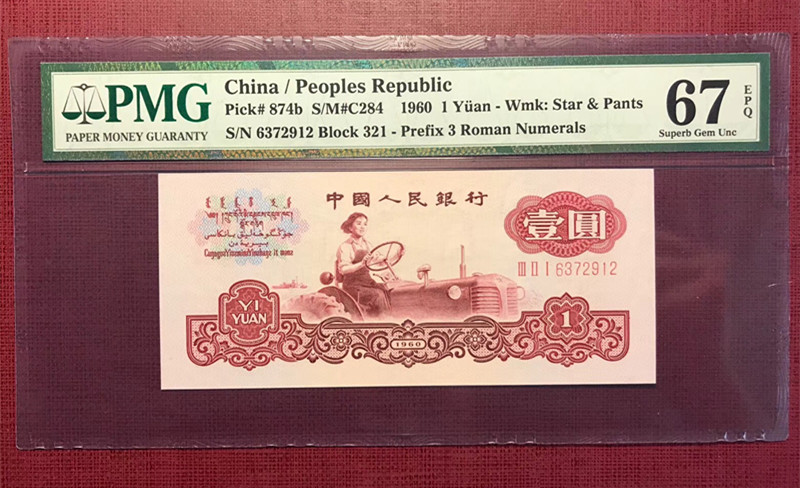 PMG
PAPER MONEY GUARANTY
China / Peoples Republic
Pick# 874b S/M#C284 1960 1 Yüan - Wmk: Star & Pants
S/N 6372912 Block 321 - Prefix 3 Roman Numerals
67
EPQ
Superb Gem Unc
中國人民銀行
壹圓
III II I 6372912
YI
YUAN
1960
1